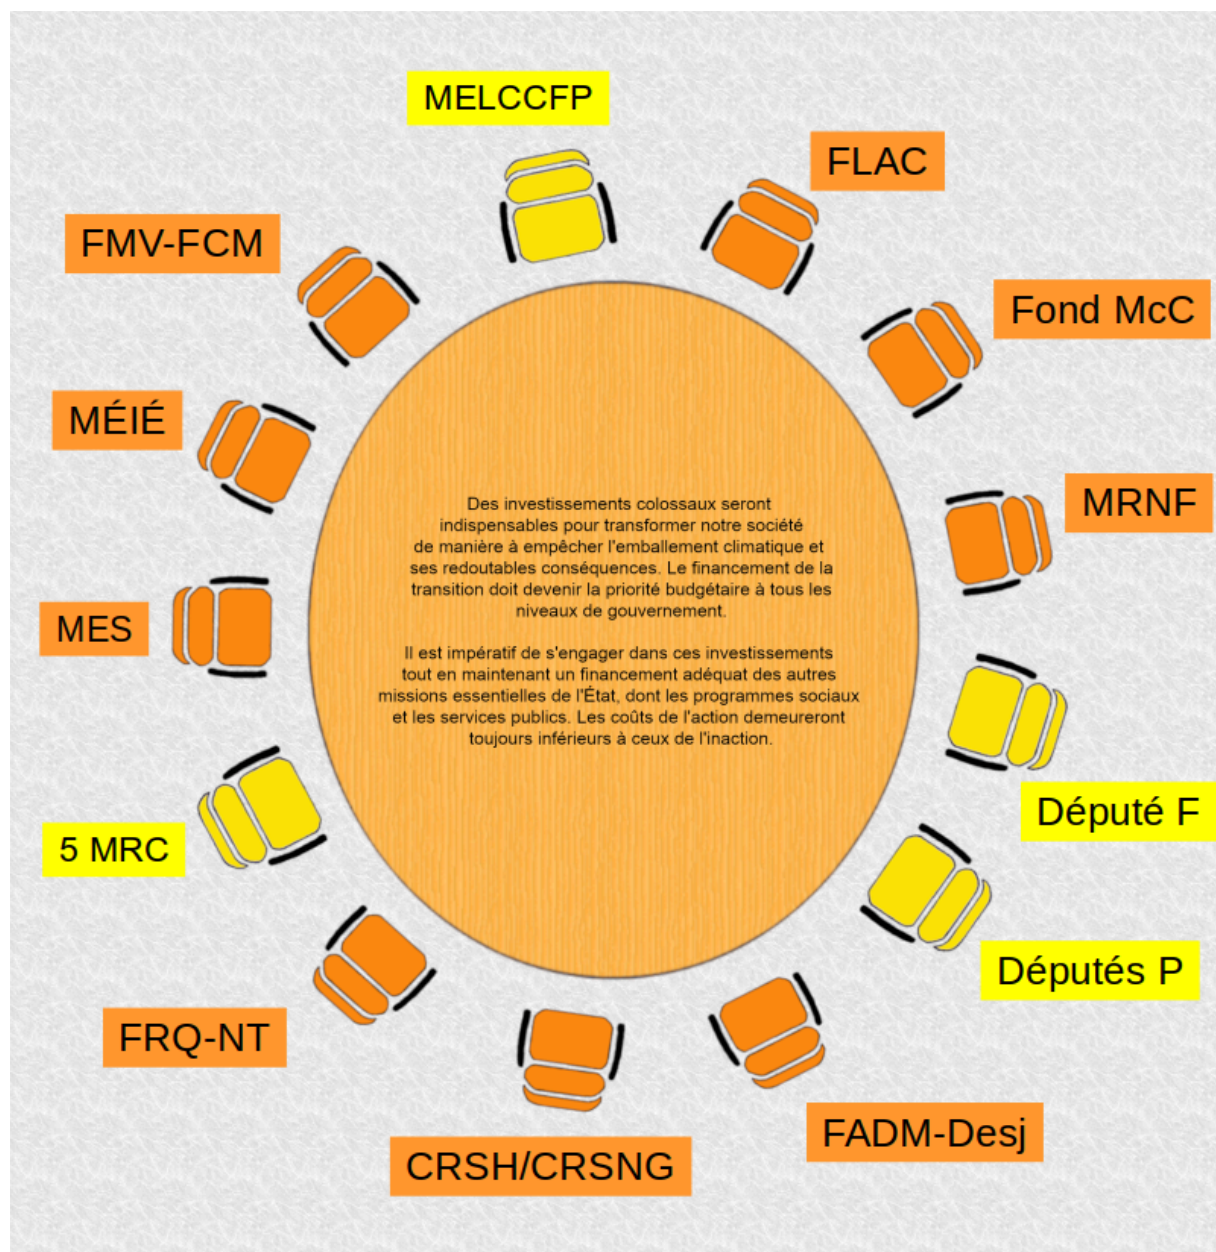 MELCCFP
FLAC
FMV-FCM
Fond McC
MÉIÉ
MRNF
Des investissements colossaux seront
indispensables pour transformer notre société
de manière à empêcher l'emballement climatique et
ses redoutables conséquences. Le financement de la
transition doit devenir la priorité budgétaire à tous les
niveaux de gouvernement.
Il est impératif de s'engager dans ces investissements
tout en maintenant un financement adéquat des autres
missions essentielles de l'État, dont les programmes sociaux
et les services publics. Les coûts de l'action demeureront
toujours inférieurs à ceux de l'inaction.
MES
Député F
5 MRC
Députés P
FRQ-NT
FADM-Desj
CRSH/CRSNG